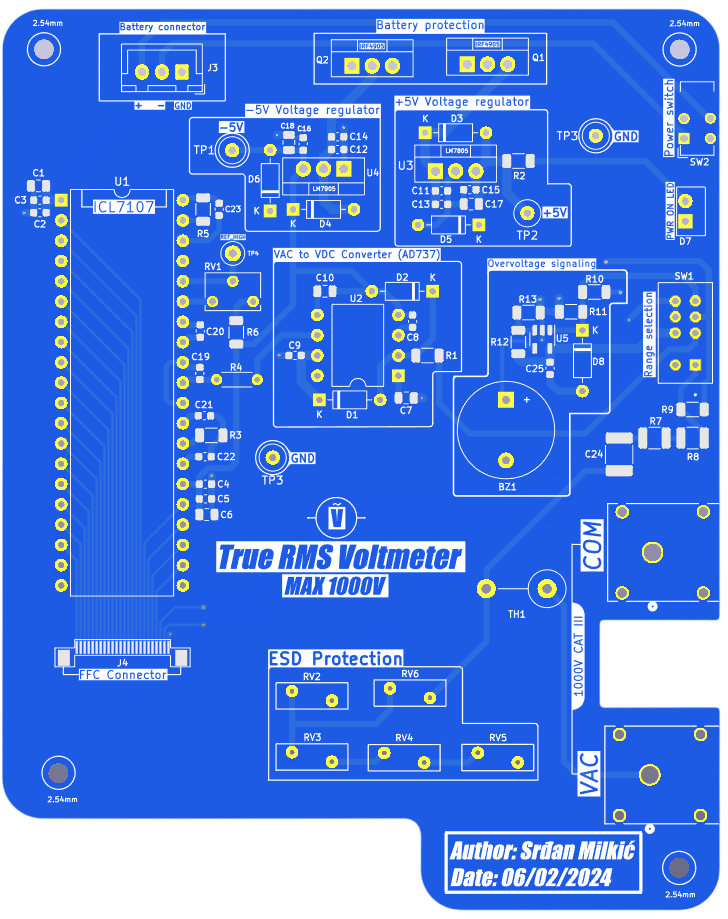 2.54mm
Battery connector
J3
+ − GND
Battery protection
Q2
IRF4905
IRF4905
Q1
2.54mm
Power switch
SW2
−5V Voltage regulator
−5V
TP1
C18
C16
C14
C12
U4
LM7905
D6
K
K
D4
+5V Voltage regulator
K
D3
U3
LM7805
R2
C11
C13
C15
C17
D5
K
+5V
TP2
TP3
GND
PWR ON LED
D7
C1
C3
C2
U1
ICL7107
R5
C23
REF_HIGH
TP4
RV1
C20
R6
C19
R4
C21
R3
C22
C4
C5
C6
VAC to VDC Converter (AD737)
C10
D2
K
U2
C8
C9
R1
K
D1
C7
Overvoltage signaling
R10
R13
R11
R12
U5
K
C25
D8
+
BZ1
SW1
Range selection
R9
R7
R8
C24
GND
TP3
Ṽ
True RMS Voltmeter
MAX 1000V
COM
TH1
1000V CAT III
J4
FFC Connector
ESD Protection
RV2
RV6
RV3
RV4
RV5
VAC
2.54mm
Author: Srđan Milkić
Date: 06/02/2024
2.54mm